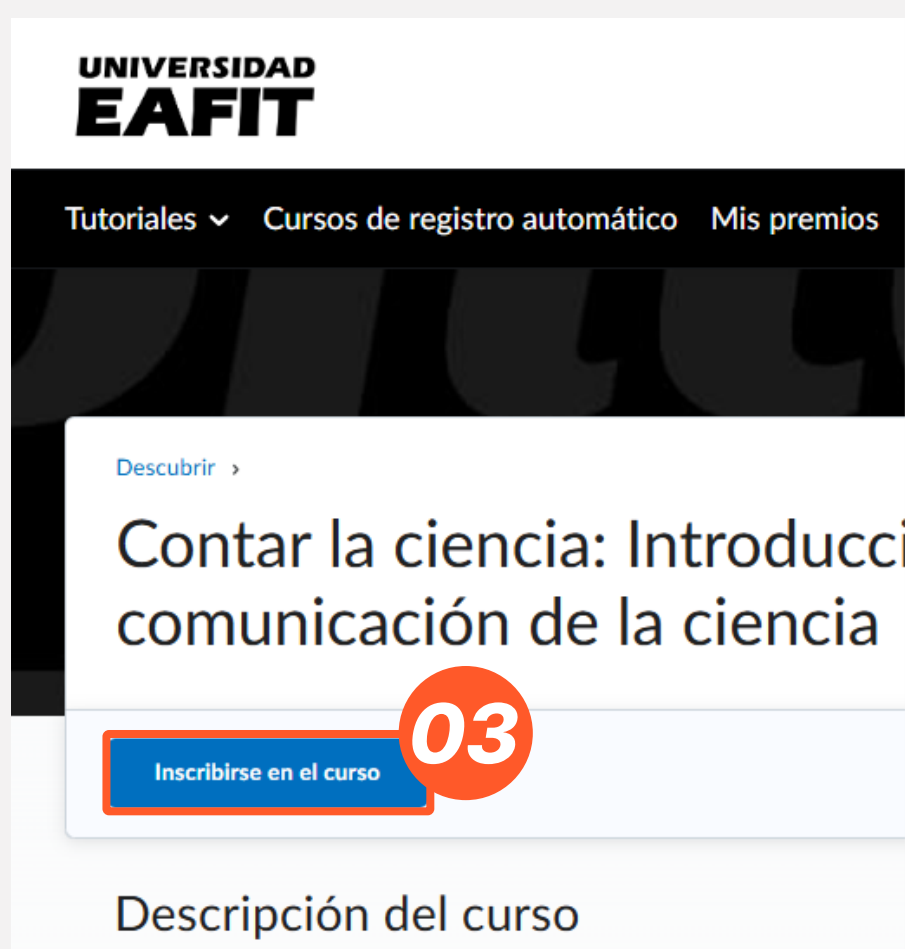 UNIVERSIDAD
EAFIT
Tutoriales Cursos de registro automático Mis premios
Descubrir ›
Contar la ciencia:
comunicación de la ciencia
03
Inscribirse en el curso
Descripción del curso